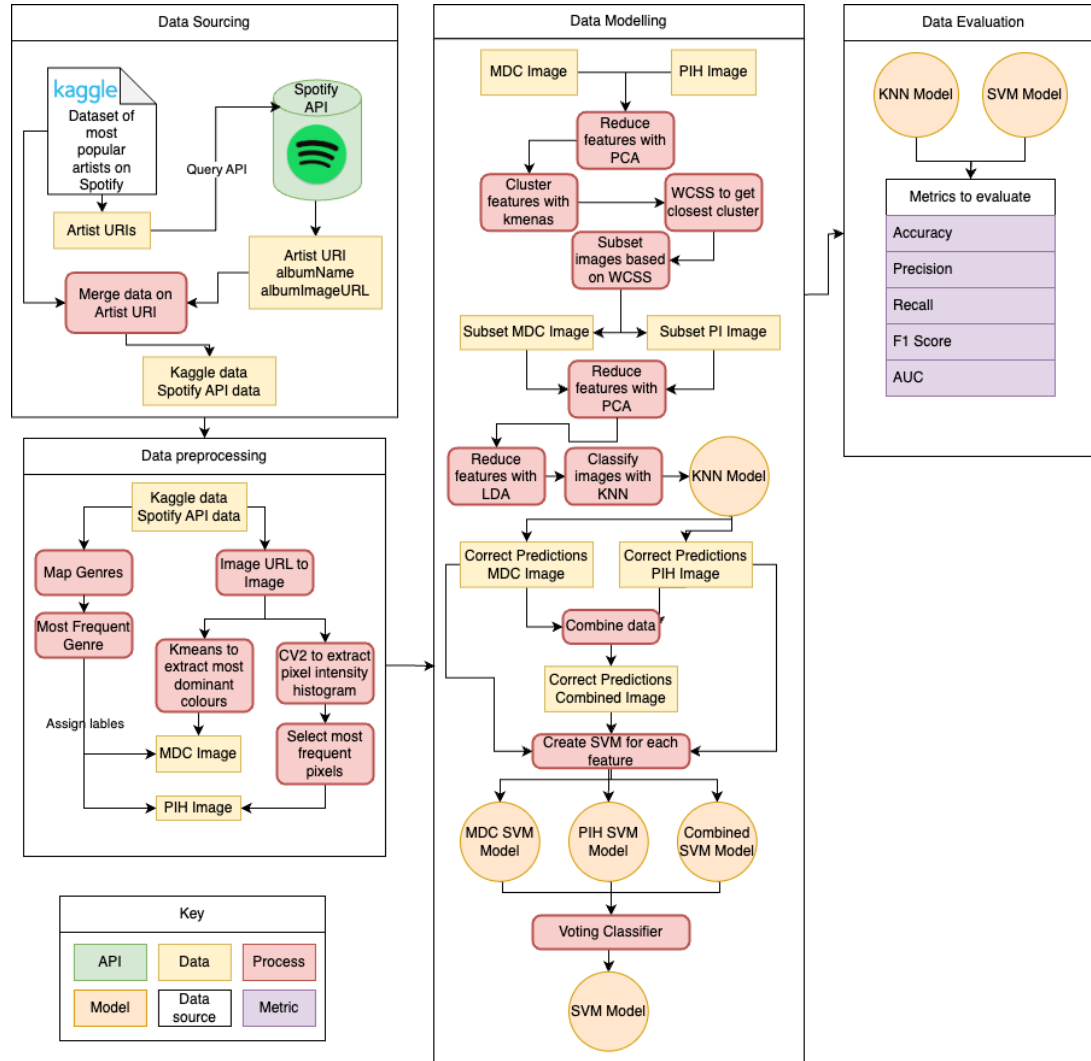 Data Sourcing
kaggle
Dataset of
most
popular
artists on
Spotify
Spotify
API
Query API
Artist URIs
Artist URI
albumName
albumImageURL
Merge data on
Artist URI
Kaggle data
Spotify API data
Data preprocessing
Kaggle data
Spotify API data
Map Genres
Image URL to
Image
Most Frequent
Genre
Kmeans to
extract most
dominant
colours
CV2 to extract
pixel intensity
histogram
Assign lables
MDC Image
Select most
frequent
pixels
PIH Image
Key
API
Data
Process
Model
Data
source
Metric
Data Modelling
MDC Image
PIH Image
Reduce
features with
PCA
Cluster
features with
kmenas
WCSS to get
closest cluster
Subset
images based
on WCSS
Subset MDC Image
Subset PI Image
Reduce
features with
PCA
Reduce
features with
LDA
Classify
images with
KNN
KNN Model
Correct Predictions
MDC Image
Correct Predictions
PIH Image
Combine data
Correct Predictions
Combined Image
Create SVM for each
feature
MDC SVM
Model
PIH SVM
Model
Combined
SVM Model
Voting Classifier
SVM Model
Data Evaluation
KNN Model
SVM Model
Metrics to evaluate
Accuracy
Precision
Recall
F1 Score
AUC